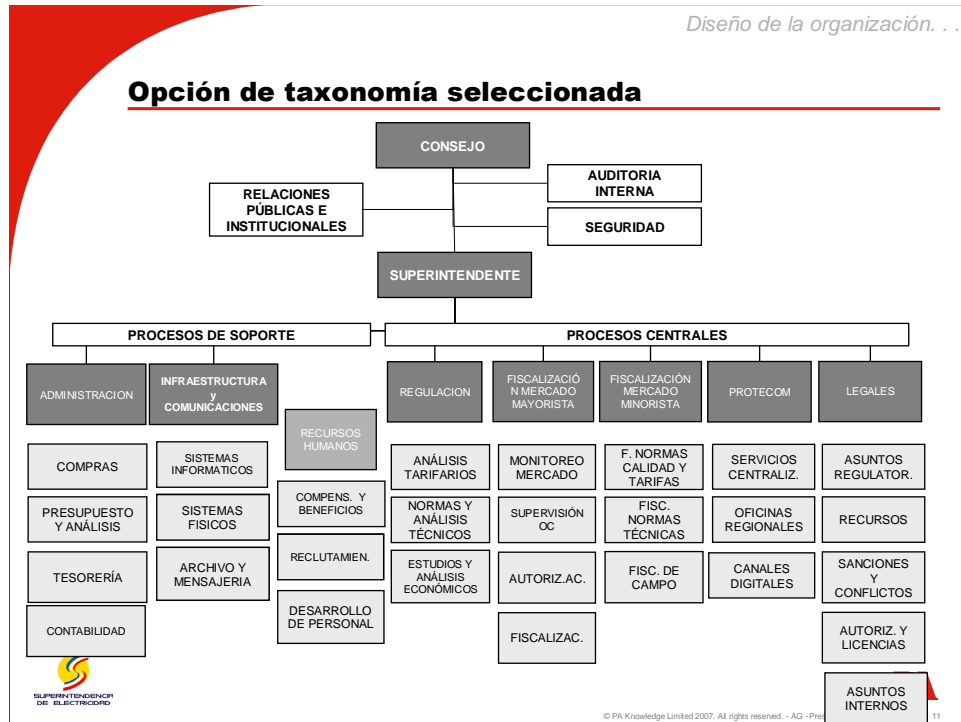 Diseño de la organización. . .
Opción de taxonomía seleccionada
CONSEJO
AUDITORIA
INTERNA
RELACIONES
PÚBLICAS E
INSTITUCIONALES
SEGURIDAD
SUPERINTENDENTE
PROCESOS DE SOPORTE
PROCESOS CENTRALES
ADMINISTRACION
INFRAESTRUCTURA
y
COMUNICACIONES
RECURSOS
HUMANOS
REGULACION
FISCALIZACIÓ
N MERCADO
MAYORISTA
FISCALIZACIÓN
MERCADO
MINORISTA
PROTECOM
LEGALES
COMPRAS
PRESUPUESTO
Y ANÁLISIS
TESORERÍA
CONTABILIDAD
SISTEMAS
INFORMATICOS
SISTEMAS
FISICOS
ARCHIVO Y
MENSAJERIA
COMPENS. Y
BENEFICIOS
RECLUTAMIEN.
DESARROLLO
DE PERSONAL
ANÁLISIS
TARIFARIOS
NORMAS Y
ANÁLISIS
TÉCNICOS
ESTUDIOS Y
ANÁLISIS
ECONÓMICOS
MONITOREO
MERCADO
SUPERVISIÓN
OC
AUTORIZ.AC.
FISCALIZAC.
F. NORMAS
CALIDAD Y
TARIFAS
FISC.
NORMAS
TÉCNICAS
FISC. DE
CAMPO
SERVICIOS
CENTRALIZ.
OFICINAS
REGIONALES
CANALES
DIGITALES
ASUNTOS
REGULATOR.
RECURSOS
SANCIONES
Y
CONFLICTOS
AUTORIZ. Y
LICENCIAS
ASUNTOS
INTERNOS
SUPERINTENDENCIA
DE ELECTRICIDAD
© PA Knowledge Limited 2007. All rights reserved. - AG - Pres
11